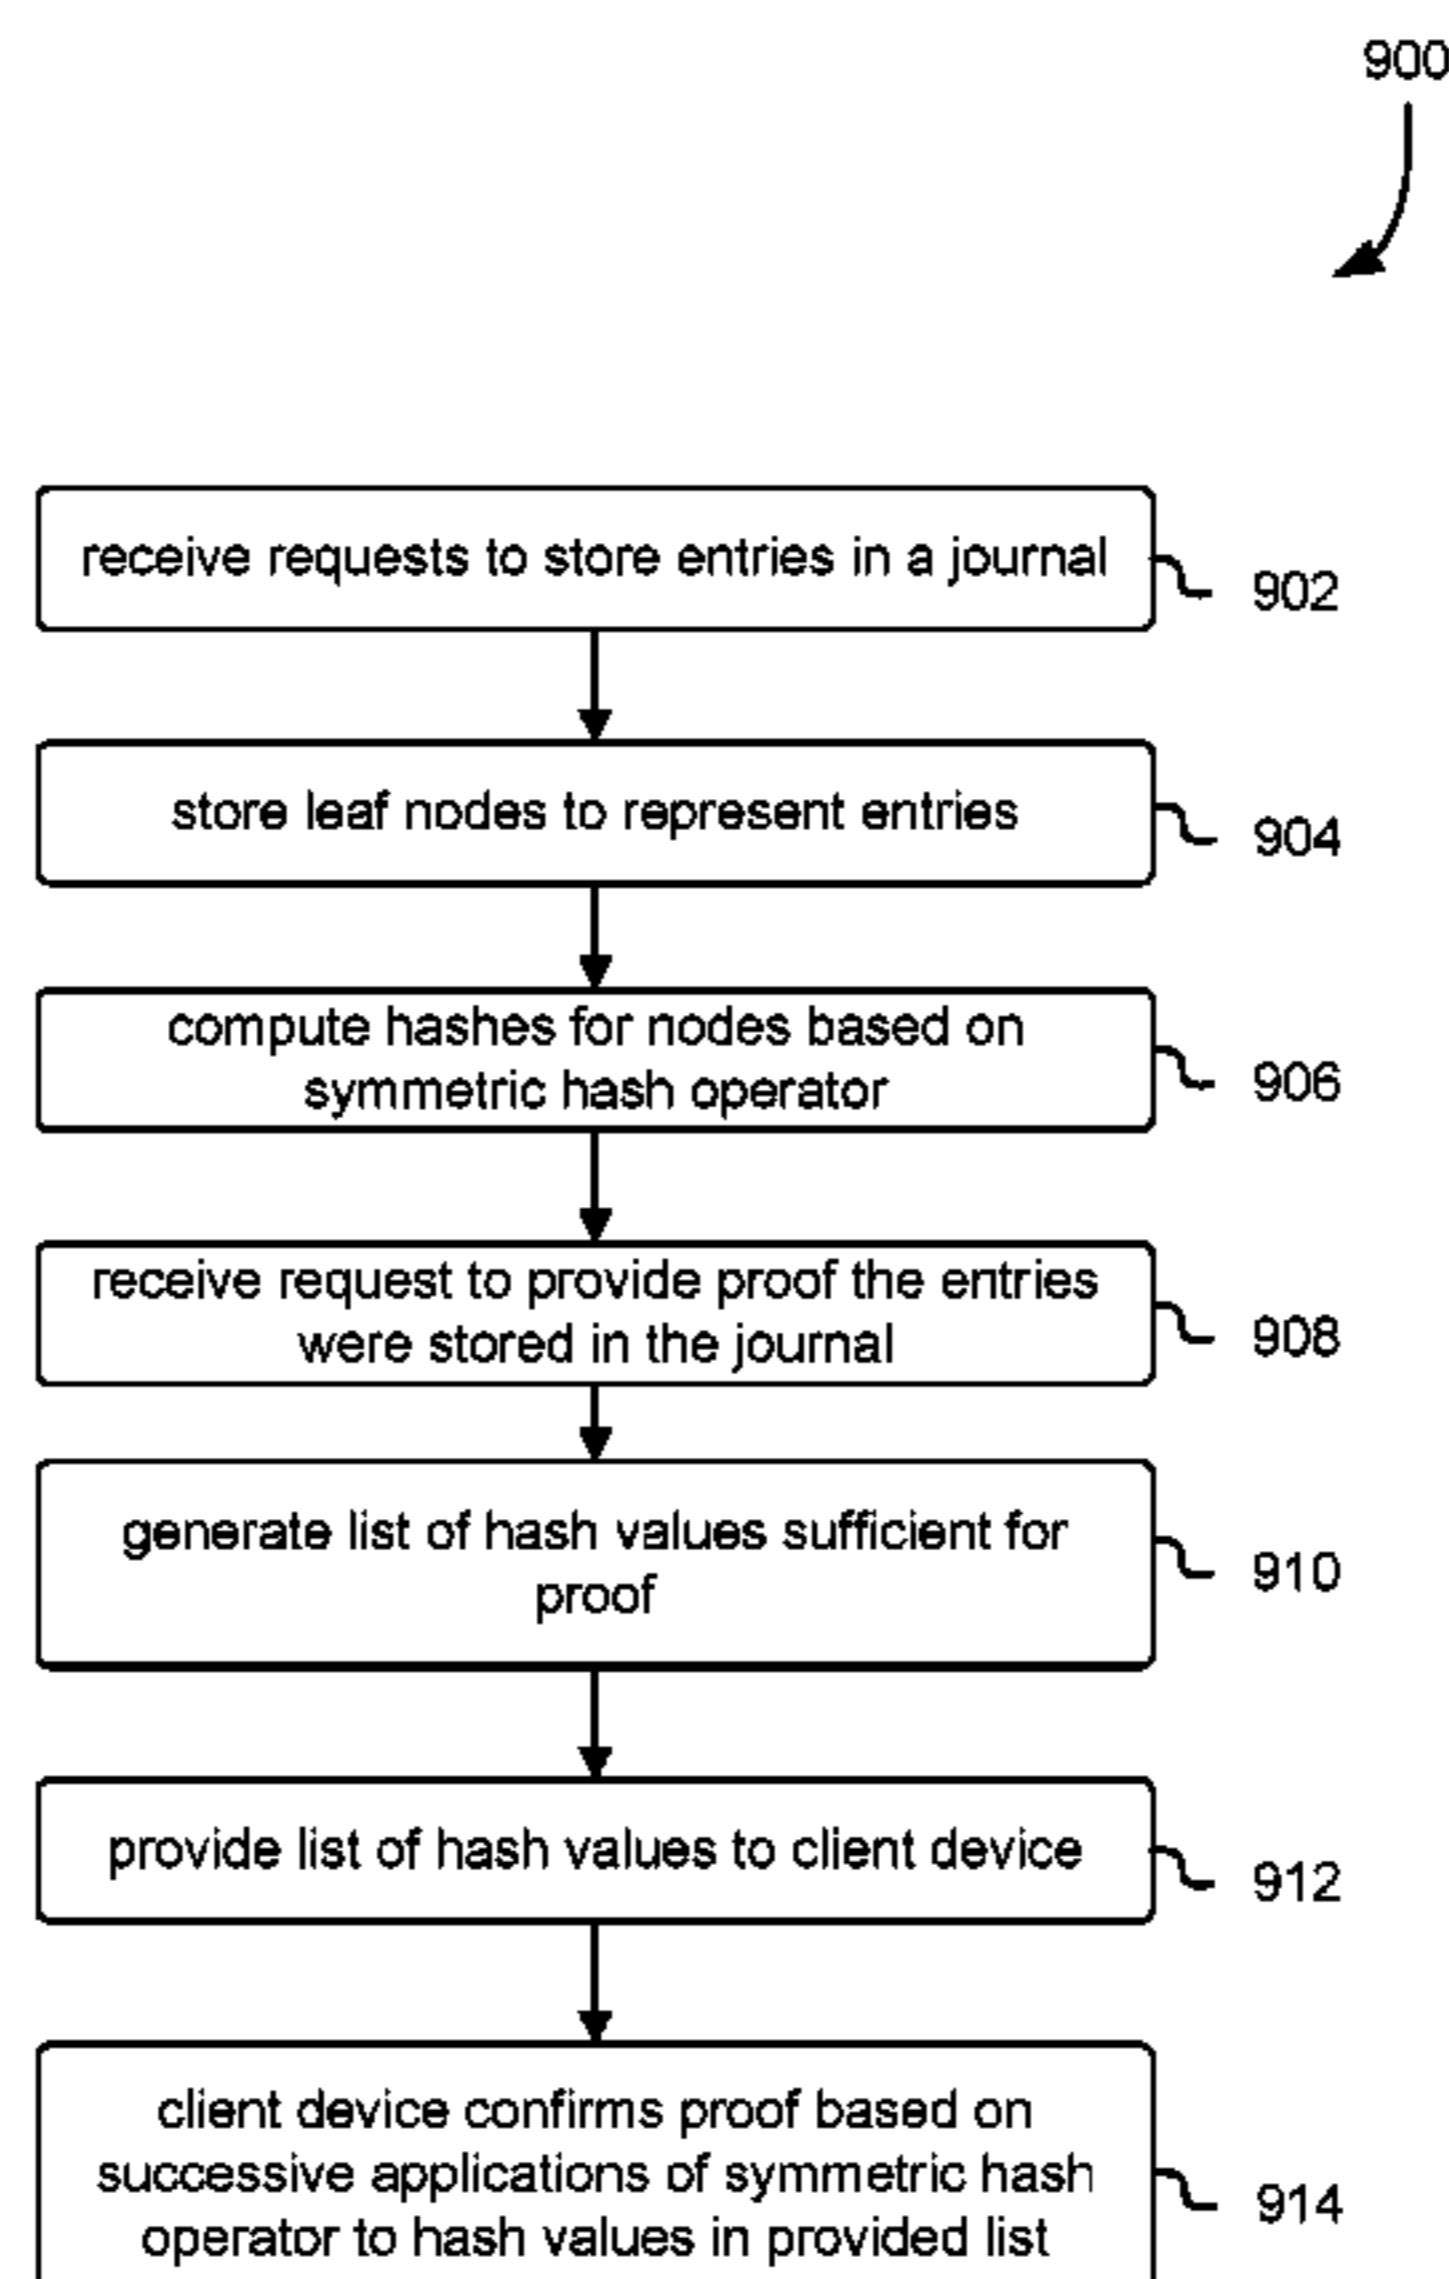 900
receive requests to store entries in a journal
902
store leaf nodes to represent entries
904
compute hashes for nodes based on
symmetric hash operator
906
receive request to provide proof the entries
were stored in the journal
908
generate list of hash values sufficient for
proof
910
provide list of hash values to client device
912
client device confirms proof based on
successive applications of symmetric hash
operator to hash values in provided list
914